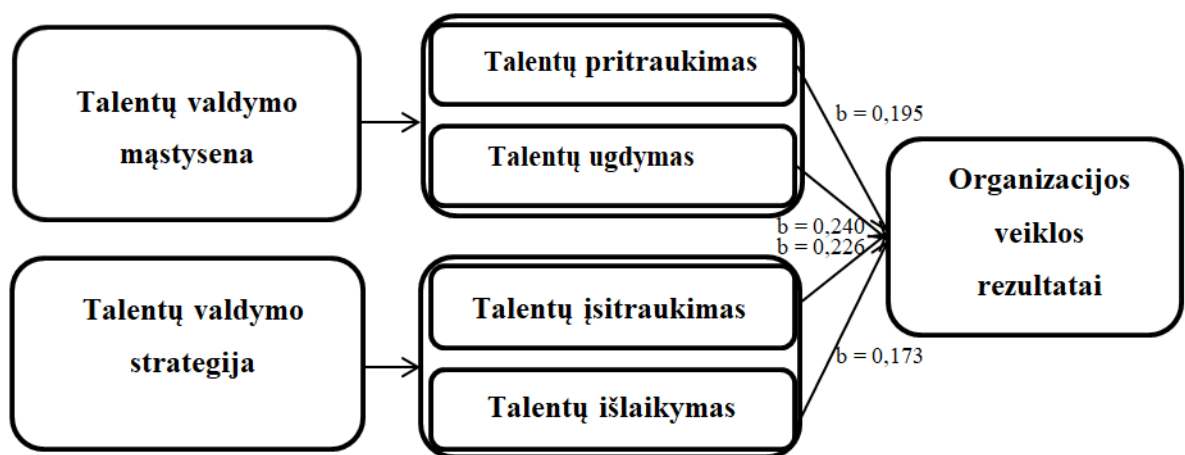 Talentų valdymo
mąstysena
Talentų pritraukimas
Talentų ugdymas
b = 0,195
b = 0,240
b = 0,226
b = 0,173
Organizacijos
veiklos
rezultatai
Talentų valdymo
strategija
Talentų įsitraukimas
Talentų išlaikymas